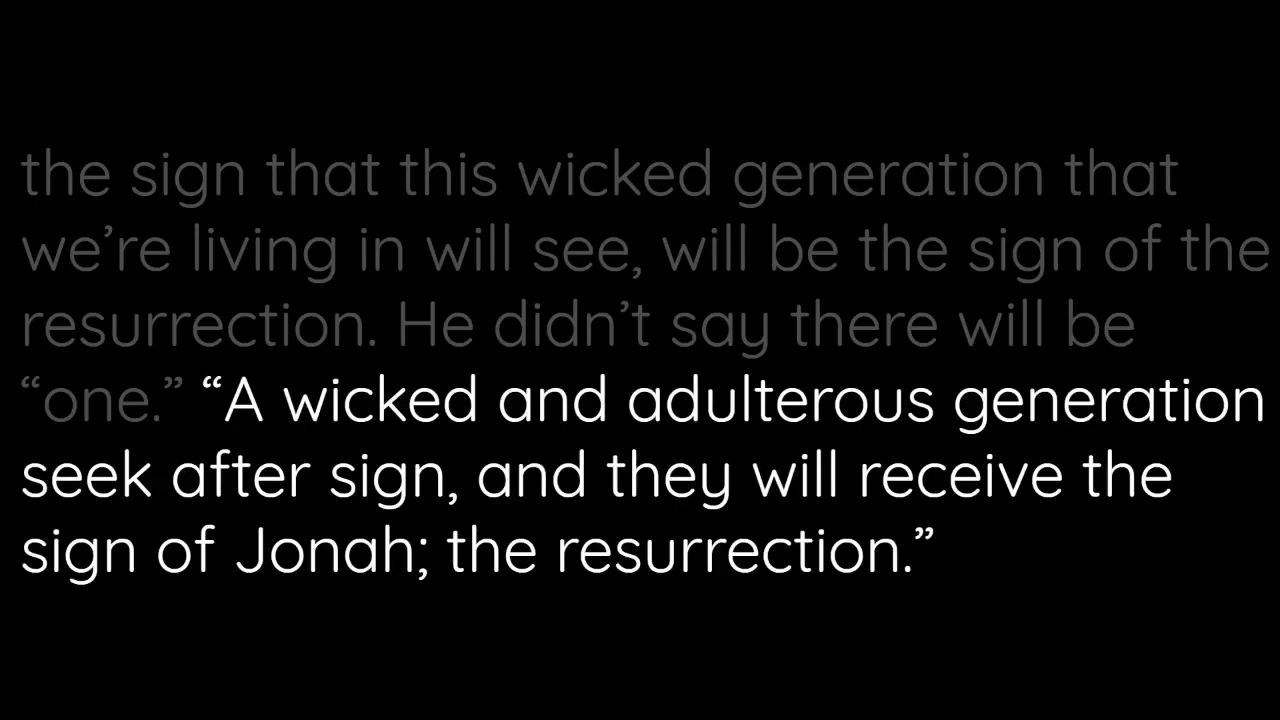 the sign that this wicked generation that
we’re living in will see, will be the sign of the
resurrection. He didn’t say there will be
“one.” “A wicked and adulterous generation
seek after sign, and they will receive the
sign of Jonah; the resurrection.”